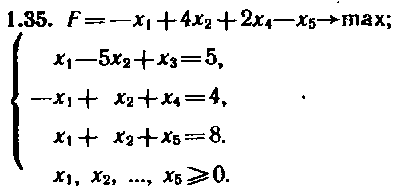 1.35. F=—x₁+4x₂+2x₄—x₅→max;
x₁—5x₂+x₃=5,
—x₁+ x₂+x₄=4,
x₁+ x₂+x₅=8.
x₁, x₂, ..., x₅⩾0.